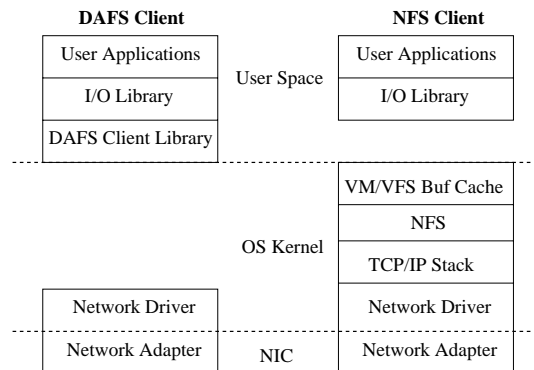 DAFS Client
NFS Client
User Applications
User Applications
User Space
I/O Library
I/O Library
DAFS Client Library
VM/VFS Buf Cache
NFS
OS Kernel
TCP/IP Stack
Network Driver
Network Driver
Network Adapter
NIC
Network Adapter